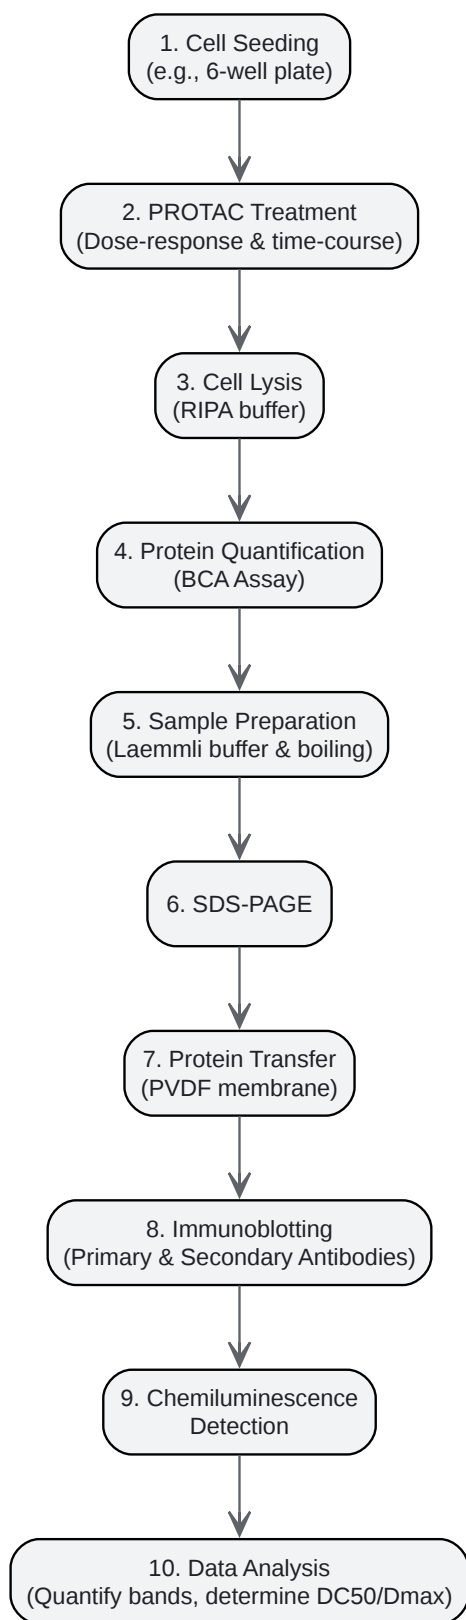 1. Cell Seeding
(e.g., 6-well plate)
2. PROTAC Treatment
(Dose-response & time-course)
3. Cell Lysis
(RIPA buffer)
4. Protein Quantification
(BCA Assay)
5. Sample Preparation
(Laemmli buffer & boiling)
6. SDS-PAGE
7. Protein Transfer
(PVDF membrane)
8. Immunoblotting
(Primary & Secondary Antibodies)
9. Chemiluminescence
Detection
10. Data Analysis
(Quantify bands, determine DC50/Dmax)